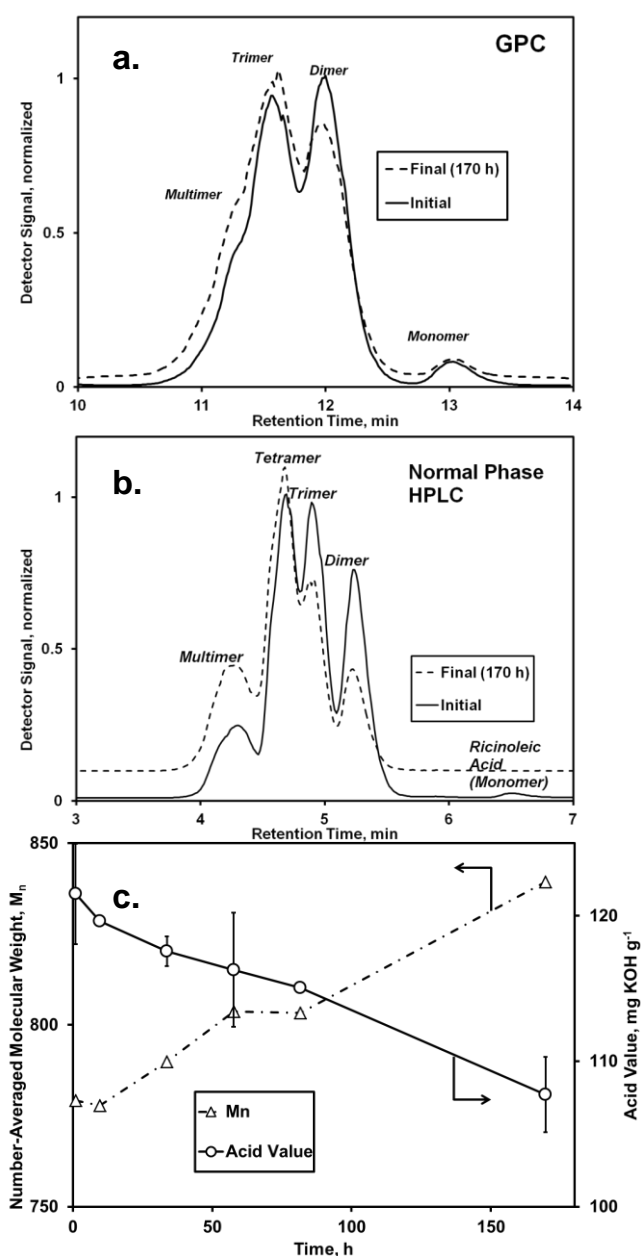 a.
GPC
Trimer
Dimer
Multimer
Monomer
Final (170 h)
Initial
1
0.5
0
10 11 12 13 14
Retention Time, min
Detector Signal, normalized
b.
Normal Phase
HPLC
Tetramer
Trimer
Dimer
Multimer
Final (170 h)
Initial
Ricinoleic
Acid
(Monomer)
1
0.5
0
3 4 5 6 7
Retention Time, min
Detector Signal, normalized
c.
850
800
750
120
110
100
Mn
Acid Value
0 50 100 150
Time, h
Number-Averaged Molecular Weight, Mn
Acid Value, mg KOH g-1